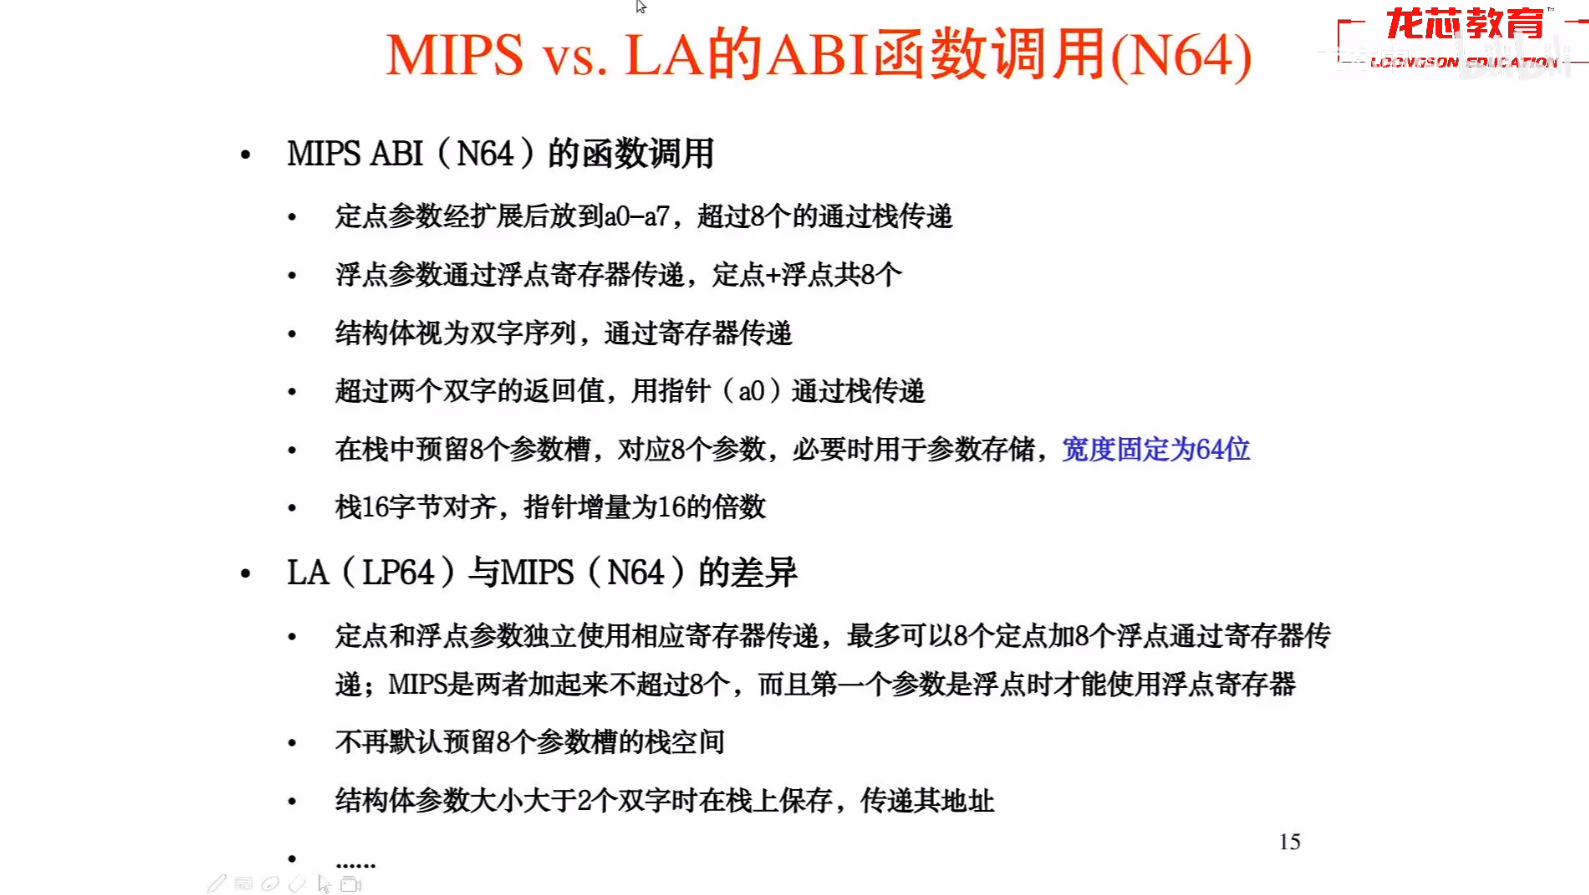 龙芯教育
LOONGSON EDUCATION
MIPS vs. LA的ABI函数调用(N64)
• MIPS ABI（N64）的函数调用
• 定点参数经扩展后放到a0-a7，超过8个的通过栈传递
• 浮点参数通过浮点寄存器传递，定点+浮点共8个
• 结构体视为双字序列，通过寄存器传递
• 超过两个双字的返回值，用指针（a0）通过栈传递
• 在栈中预留8个参数槽，对应8个参数，必要时用于参数存储，宽度固定为64位
• 栈16字节对齐，指针增量为16的倍数
• LA（LP64）与MIPS（N64）的差异
• 定点和浮点参数独立使用相应寄存器传递，最多可以8个定点加8个浮点通过寄存器传
递；MIPS是两者加起来不超过8个，而且第一个参数是浮点时才能使用浮点寄存器
• 不再默认预留8个参数槽的栈空间
• 结构体参数大小大于2个双字时在栈上保存，传递其地址
• ......
15